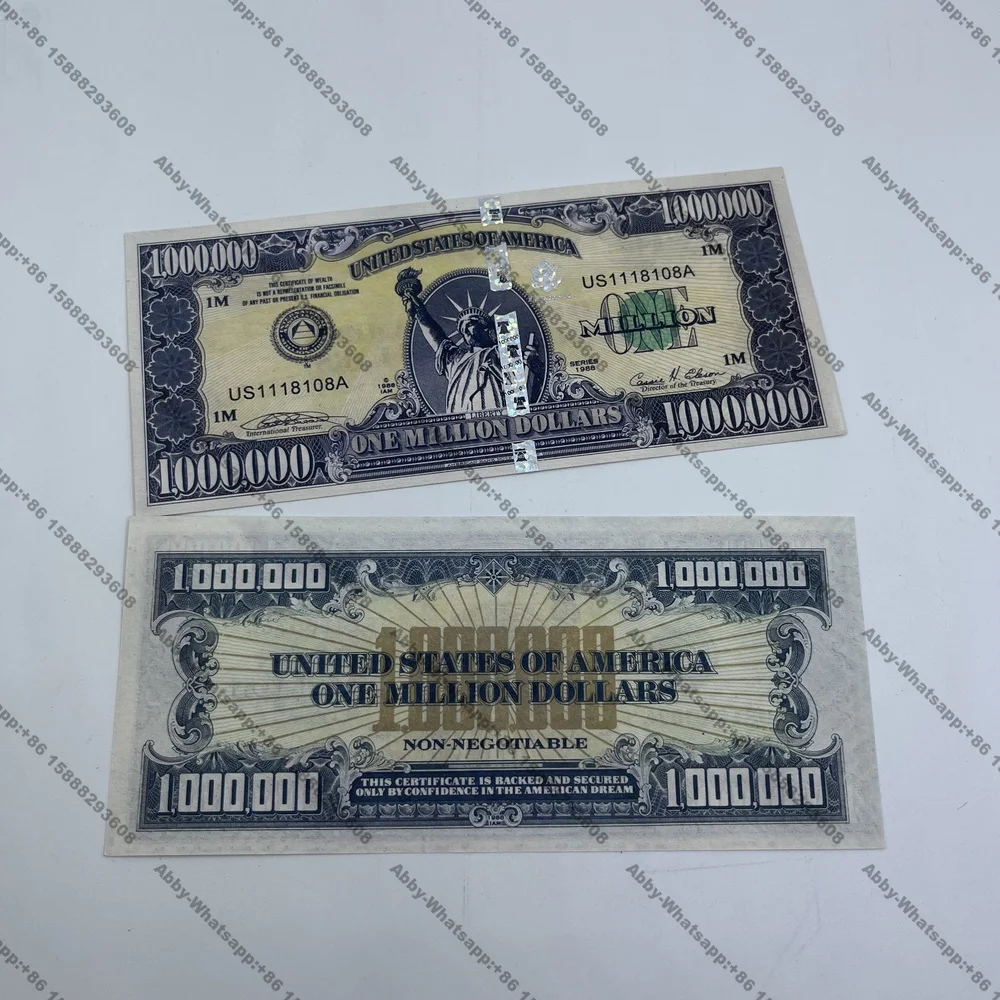 Abby-Whatsapp:+86 15888293608
1,000,000
1,000,000
UNITED STATES OF AMERICA
THIS CERTIFICATE OF WEALTH
IS NOT A REPRESENTATION OR FACSIMILE
OF ANY PAST OR PRESENT U.S. FINANCIAL OBLIGATION
1M
1M
US1118108A
ONE
MILLION
US1118108A
©
1988
IAM
SERIES
1988
1M
1M
International Treasurer.
Director of the Treasury.
LIBERTY
ONE MILLION DOLLARS
1,000,000
1,000,000
1,000,000
1,000,000
UNITED STATES OF AMERICA
ONE MILLION DOLLARS
NON-NEGOTIABLE
THIS CERTIFICATE IS BACKED AND SECURED
ONLY BY CONFIDENCE IN THE AMERICAN DREAM
1,000,000
1,000,000
1988
IAM